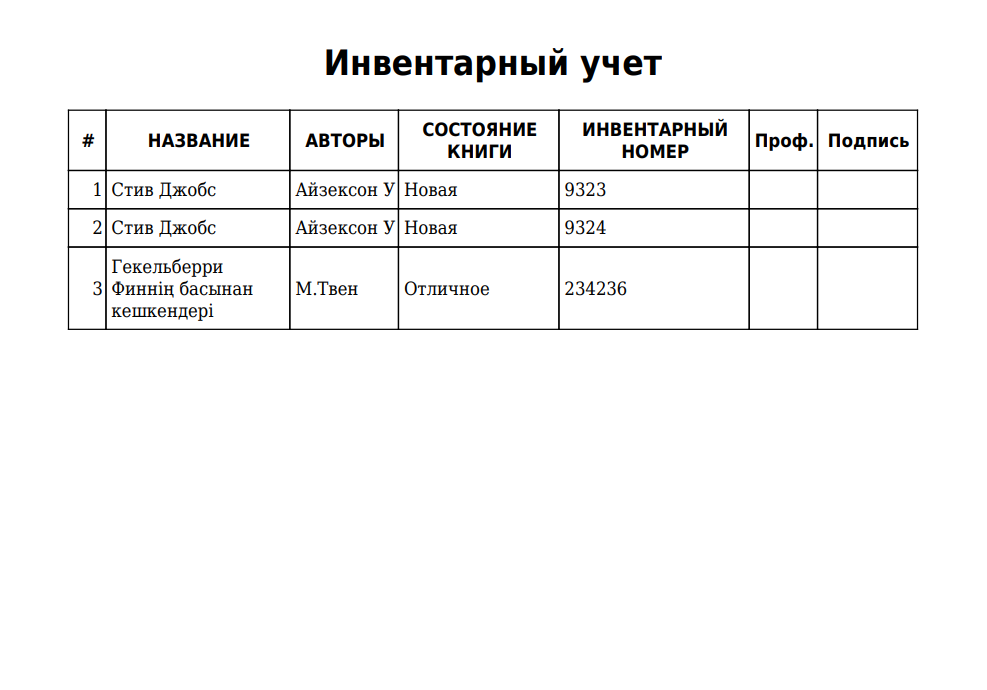 Инвентарный учет
# НАЗВАНИЕ АВТОРЫ СОСТОЯНИЕ КНИГИ ИНВЕНТАРНЫЙ НОМЕР Проф. Подпись
1 Стив Джобс Айзексон У Новая 9323
2 Стив Джобс Айзексон У Новая 9324
3 Гекельберри Финнің басынан кешкендері М.Твен Отличное 234236